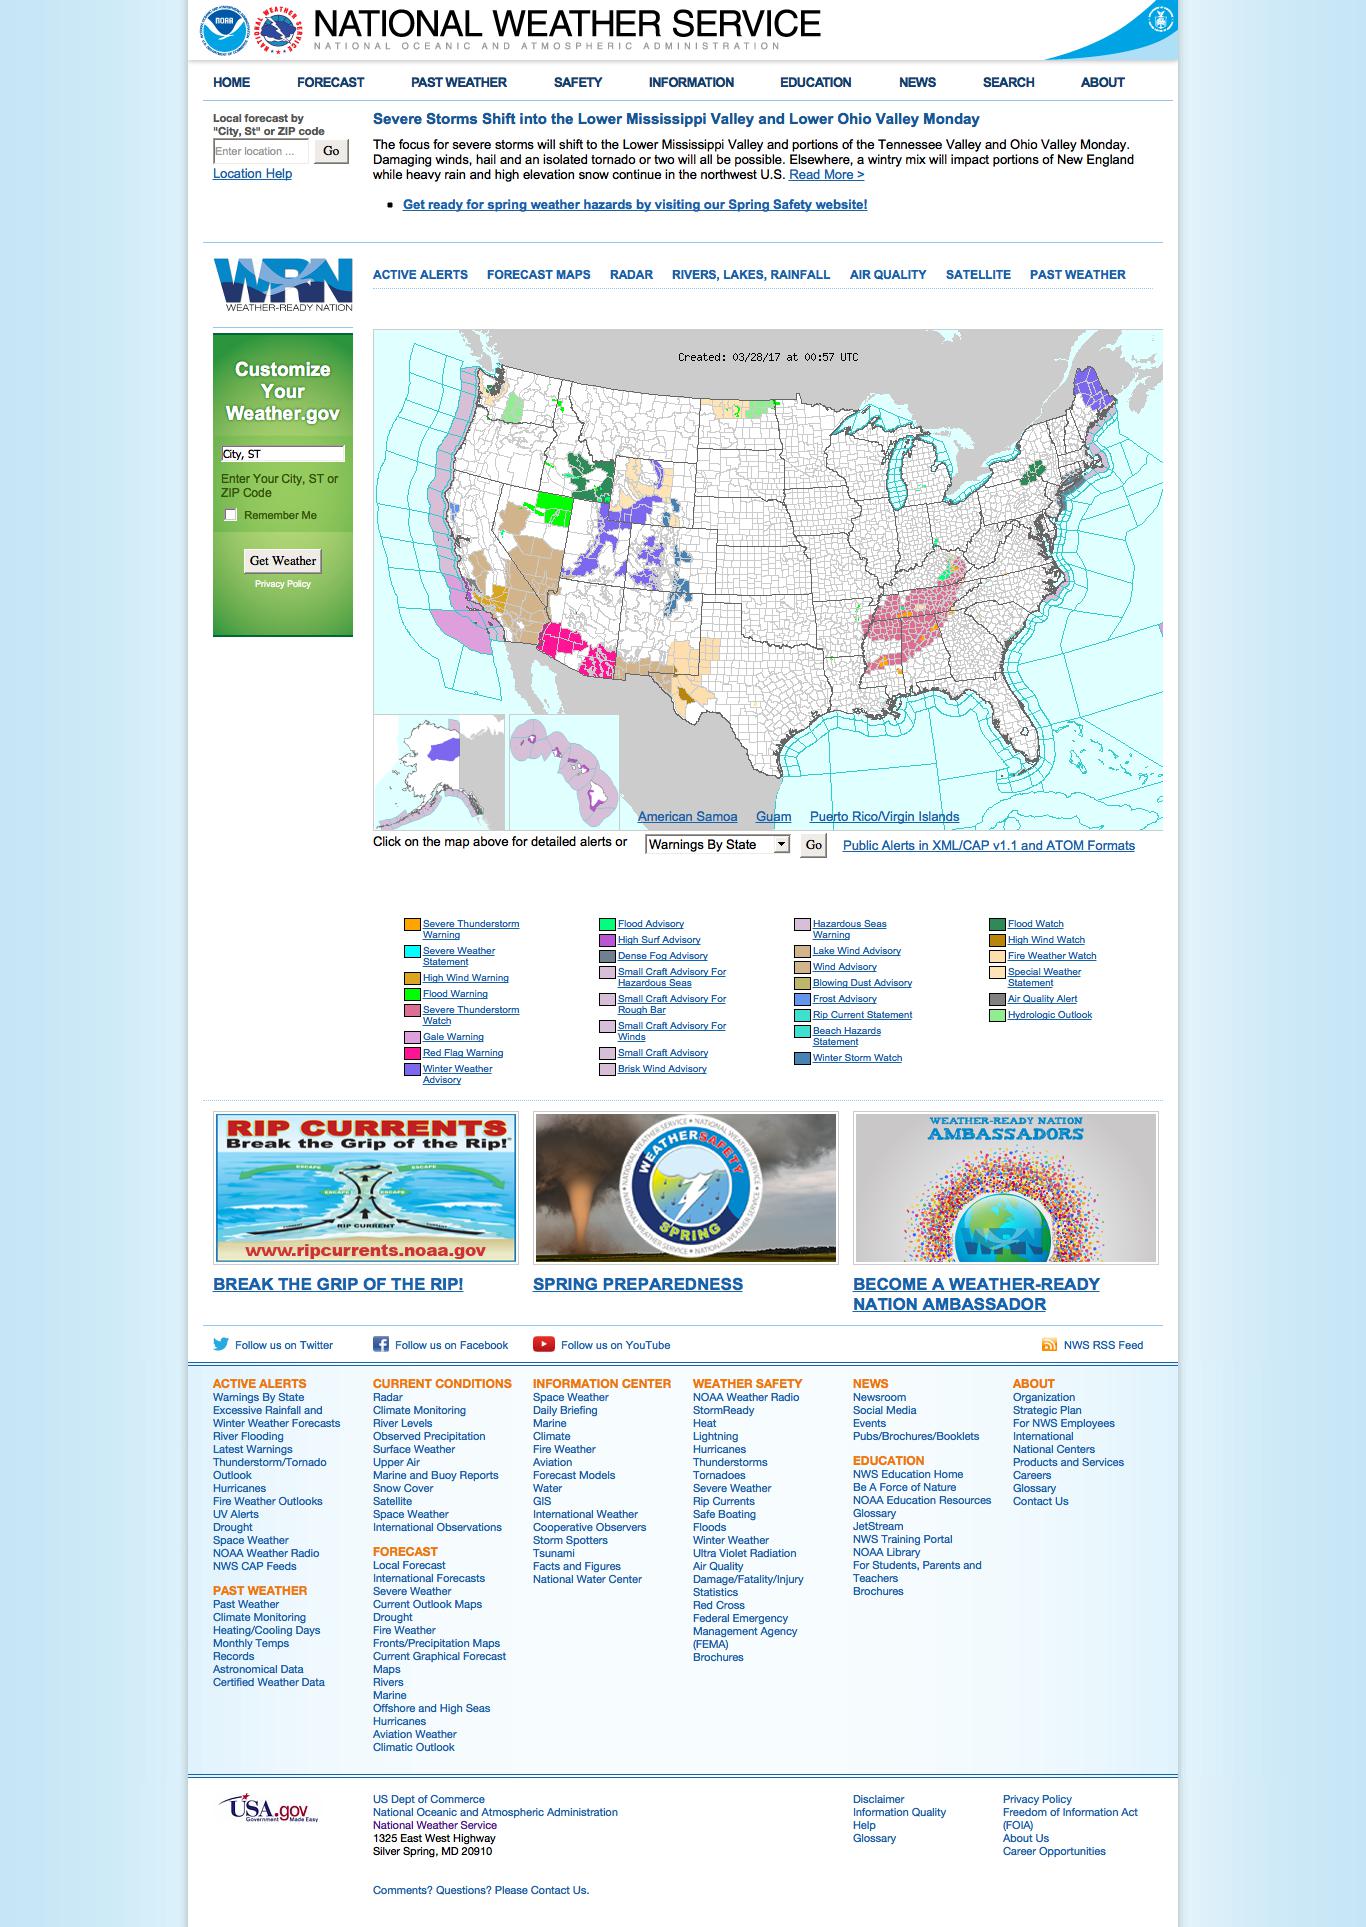 NATIONAL WEATHER SERVICE
NATIONAL OCEANIC AND ATMOSPHERIC ADMINISTRATION
HOME FORECAST PAST WEATHER SAFETY INFORMATION EDUCATION NEWS SEARCH ABOUT
Local forecast by
"City, St" or ZIP code
Enter location ... Go
Location Help
Severe Storms Shift into the Lower Mississippi Valley and Lower Ohio Valley Monday
The focus for severe storms will shift to the Lower Mississippi Valley and portions of the Tennessee Valley and Ohio Valley Monday.
Damaging winds, hail and an isolated tornado or two will all be possible. Elsewhere, a wintry mix will impact portions of New England
while heavy rain and high elevation snow continue in the northwest U.S. Read More >
Get ready for spring weather hazards by visiting our Spring Safety website!
WRN
WEATHER-READY NATION
ACTIVE ALERTS FORECAST MAPS RADAR RIVERS, LAKES, RAINFALL AIR QUALITY SATELLITE PAST WEATHER
Customize
Your
Weather.gov
City, ST
Enter Your City, ST or
ZIP Code
Remember Me
Get Weather
Privacy Policy
Created: 03/28/17 at 00:57 UTC
American Samoa Guam Puerto Rico/Virgin Islands
Click on the map above for detailed alerts or Warnings By State Go Public Alerts in XML/CAP v1.1 and ATOM Formats
Severe Thunderstorm
Warning
Severe Weather
Statement
High Wind Warning
Flood Warning
Severe Thunderstorm
Watch
Gale Warning
Red Flag Warning
Winter Weather
Advisory
Flood Advisory
High Surf Advisory
Dense Fog Advisory
Small Craft Advisory For
Hazardous Seas
Small Craft Advisory For
Rough Bar
Small Craft Advisory For
Winds
Small Craft Advisory
Brisk Wind Advisory
Hazardous Seas
Warning
Lake Wind Advisory
Wind Advisory
Blowing Dust Advisory
Frost Advisory
Rip Current Statement
Beach Hazards
Statement
Winter Storm Watch
Flood Watch
High Wind Watch
Fire Weather Watch
Special Weather
Statement
Air Quality Alert
Hydrologic Outlook
RIP CURRENTS
Break the Grip of the Rip!
ESCAPE ESCAPE
ESCAPE ESCAPE
CURRENT CURRENT
RIP CURRENT
www.ripcurrents.noaa.gov
BREAK THE GRIP OF THE RIP!
NATIONAL WEATHER SERVICE
WEATHER SAFETY
SPRING
SPRING PREPAREDNESS
WEATHER-READY NATION
AMBASSADORS
WRN
BECOME A WEATHER-READY
NATION AMBASSADOR
Follow us on Twitter Follow us on Facebook Follow us on YouTube NWS RSS Feed
ACTIVE ALERTS
Warnings By State
Excessive Rainfall and
Winter Weather Forecasts
River Flooding
Latest Warnings
Thunderstorm/Tornado
Outlook
Hurricanes
Fire Weather Outlooks
UV Alerts
Drought
Space Weather
NOAA Weather Radio
NWS CAP Feeds
PAST WEATHER
Past Weather
Climate Monitoring
Heating/Cooling Days
Monthly Temps
Records
Astronomical Data
Certified Weather Data
CURRENT CONDITIONS
Radar
Climate Monitoring
River Levels
Observed Precipitation
Surface Weather
Upper Air
Marine and Buoy Reports
Snow Cover
Satellite
Space Weather
International Observations
FORECAST
Local Forecast
International Forecasts
Severe Weather
Current Outlook Maps
Drought
Fire Weather
Fronts/Precipitation Maps
Current Graphical Forecast
Maps
Rivers
Marine
Offshore and High Seas
Hurricanes
Aviation Weather
Climatic Outlook
INFORMATION CENTER
Space Weather
Daily Briefing
Marine
Climate
Fire Weather
Aviation
Forecast Models
Water
GIS
International Weather
Cooperative Observers
Storm Spotters
Tsunami
Facts and Figures
National Water Center
WEATHER SAFETY
NOAA Weather Radio
StormReady
Heat
Lightning
Hurricanes
Thunderstorms
Tornadoes
Severe Weather
Rip Currents
Safe Boating
Floods
Winter Weather
Ultra Violet Radiation
Air Quality
Damage/Fatality/Injury
Statistics
Red Cross
Federal Emergency
Management Agency
(FEMA)
Brochures
NEWS
Newsroom
Social Media
Events
Pubs/Brochures/Booklets
EDUCATION
NWS Education Home
Be A Force of Nature
NOAA Education Resources
Glossary
JetStream
NWS Training Portal
NOAA Library
For Students, Parents and
Teachers
Brochures
ABOUT
Organization
Strategic Plan
For NWS Employees
International
National Centers
Products and Services
Careers
Glossary
Contact Us
USA.gov
Government Made Easy
US Dept of Commerce
National Oceanic and Atmospheric Administration
National Weather Service
1325 East West Highway
Silver Spring, MD 20910
Comments? Questions? Please Contact Us.
Disclaimer
Information Quality
Help
Glossary
Privacy Policy
Freedom of Information Act
(FOIA)
About Us
Career Opportunities